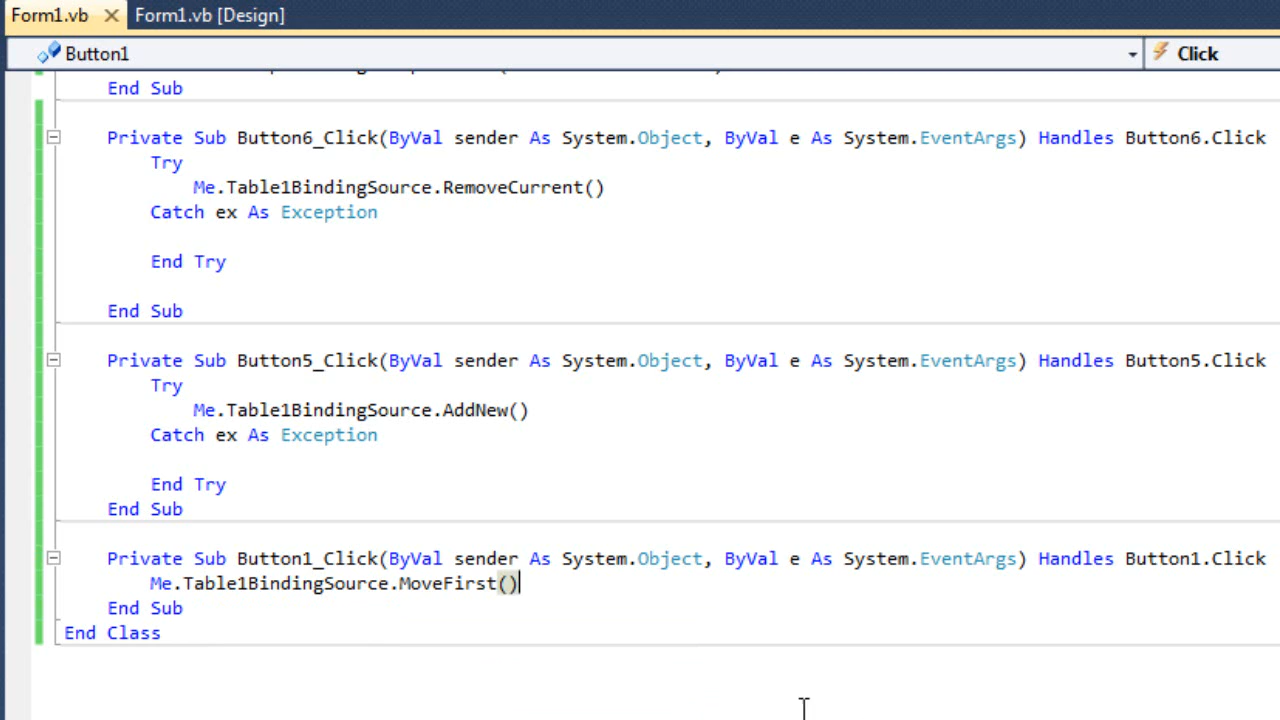 Form1.vb Form1.vb [Design]
Button1 Click
End Sub
Private Sub Button6_Click(ByVal sender As System.Object, ByVal e As System.EventArgs) Handles Button6.Click
Try
Me.Table1BindingSource.RemoveCurrent()
Catch ex As Exception
End Try
End Sub
Private Sub Button5_Click(ByVal sender As System.Object, ByVal e As System.EventArgs) Handles Button5.Click
Try
Me.Table1BindingSource.AddNew()
Catch ex As Exception
End Try
End Sub
Private Sub Button1_Click(ByVal sender As System.Object, ByVal e As System.EventArgs) Handles Button1.Click
Me.Table1BindingSource.MoveFirst()
End Sub
End Class